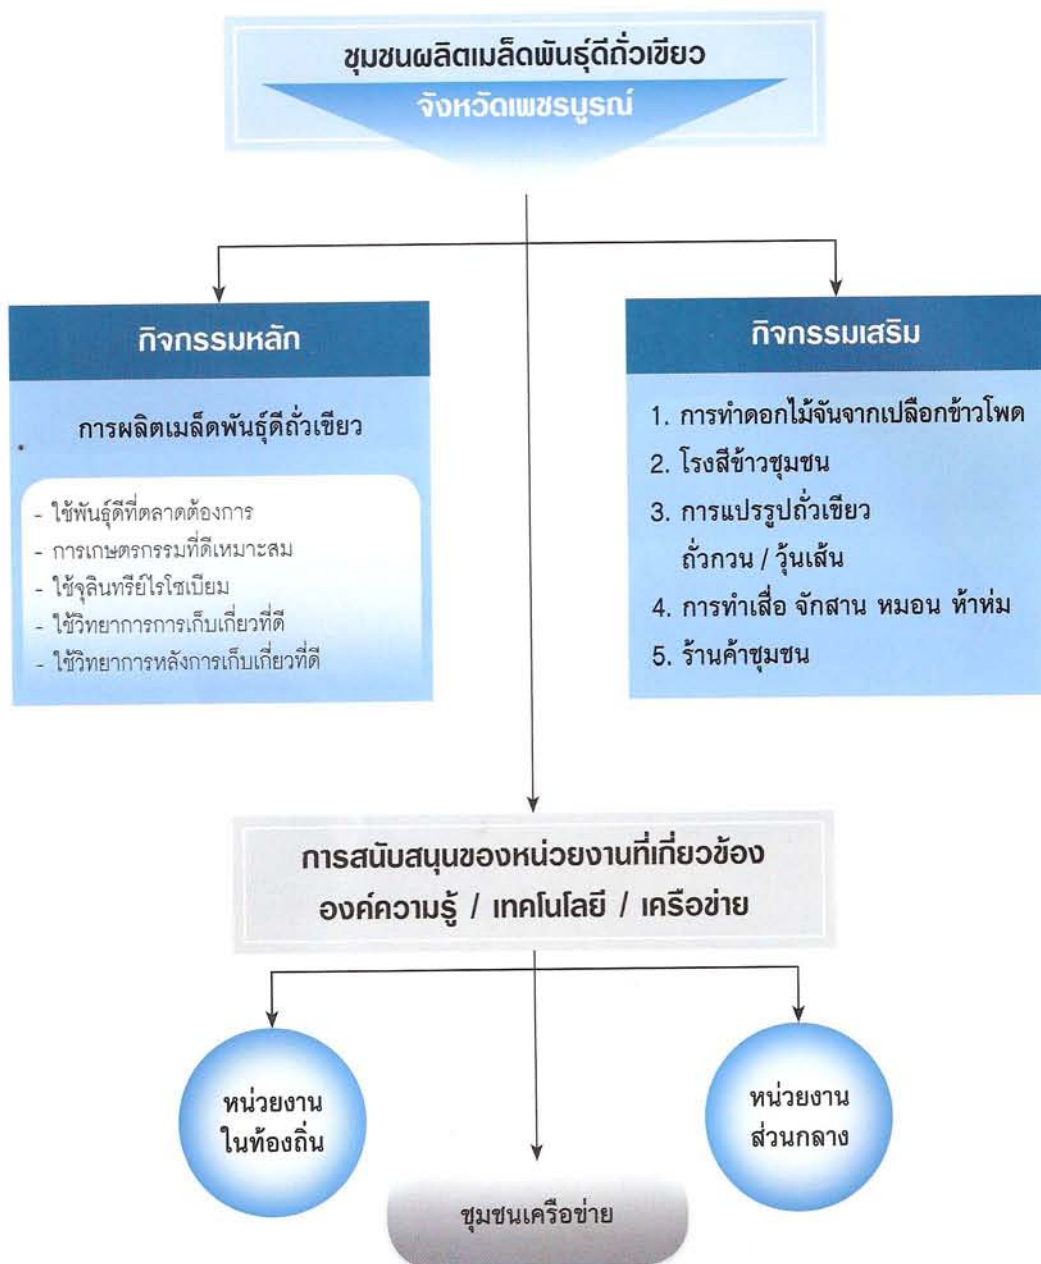 ชุมชนผลิตเมล็ดพันธุ์ดีถั่วเขียว
จังหวัดเพชรบูรณ์
กิจกรรมหลัก
การผลิตเมล็ดพันธุ์ดีถั่วเขียว
- ใช้พันธุ์ดีที่ตลาดต้องการ
- การเกษตรกรรมที่ดีเหมาะสม
- ใช้จุลินทรีย์ไรโซเบียม
- ใช้วิทยาการการเก็บเกี่ยวที่ดี
- ใช้วิทยาการหลังการเก็บเกี่ยวที่ดี
กิจกรรมเสริม
1. การทำดอกไม้จันจากเปลือกข้าวโพด
2. โรงสีข้าวชุมชน
3. การแปรรูปถั่วเขียว
ถั่วกวน / วุ้นเส้น
4. การทำเสื่อ จักสาน หมอน ห้าห่ม
5. ร้านค้าชุมชน
การสนับสนุนของหน่วยงานที่เกี่ยวข้อง
องค์ความรู้ / เทคโนโลยี / เครือข่าย
หน่วยงาน
ในท้องถิ่น
หน่วยงาน
ส่วนกลาง
ชุมชนเครือข่าย